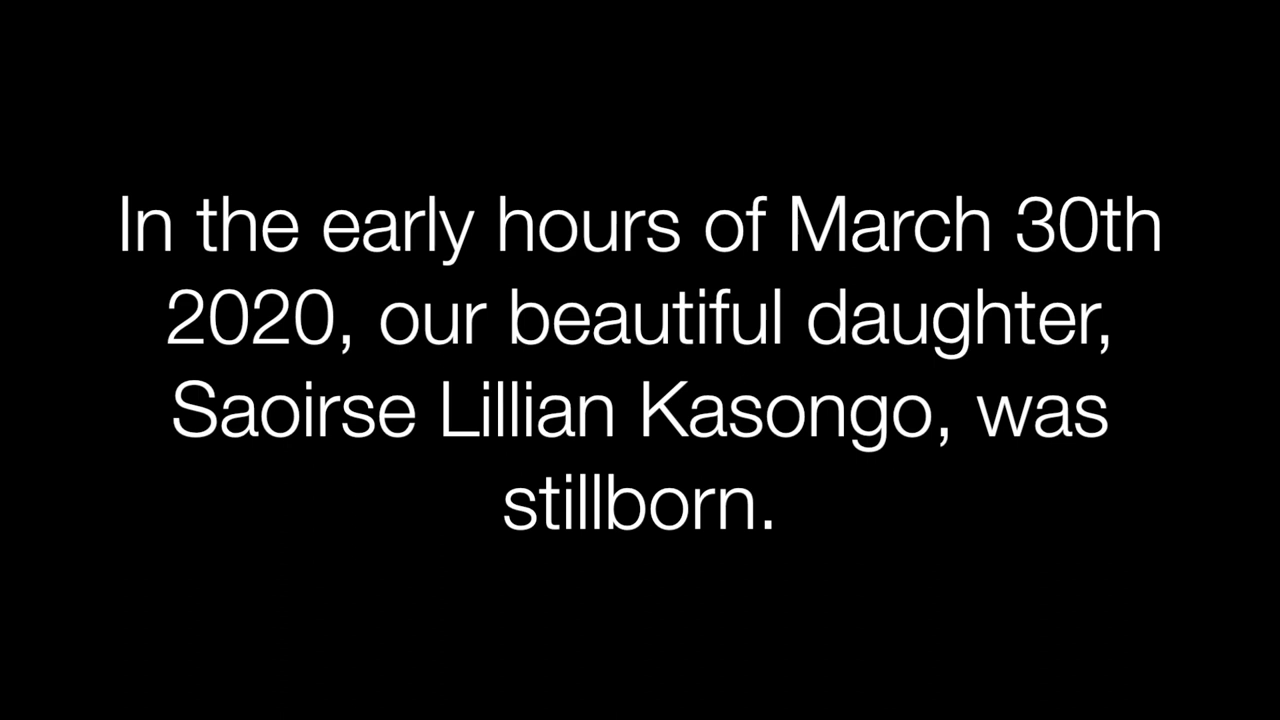 In the early hours of March 30th
2020, our beautiful daughter,
Saoirse Lillian Kasongo, was
stillborn.